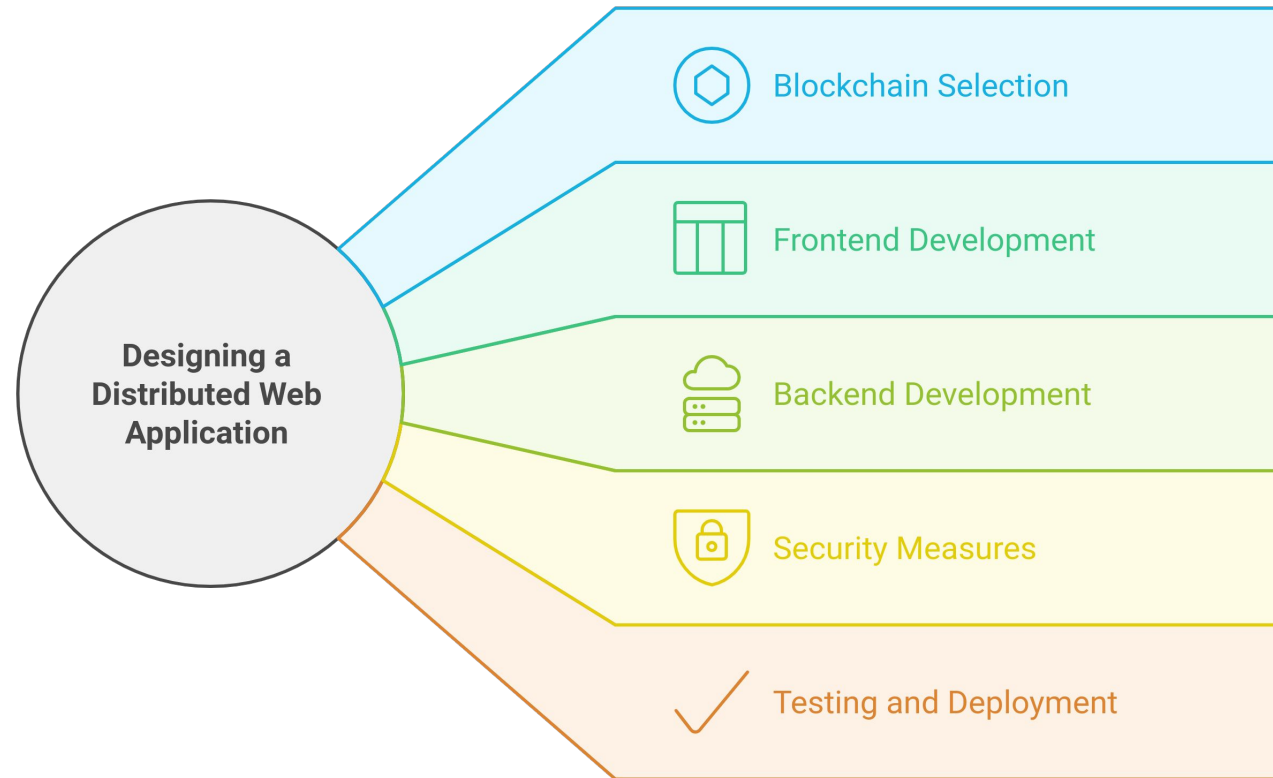 Designing a
Distributed Web
Application
Blockchain Selection
Frontend Development
Backend Development
Security Measures
Testing and Deployment